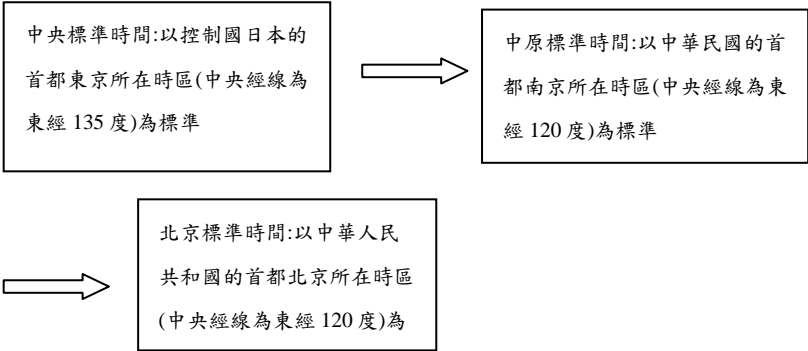 中央標準時間:以控制國日本的
首都東京所在時區(中央經線為
東經 135 度)為標準
中原標準時間:以中華民國的首
都南京所在時區(中央經線為東
經 120 度)為標準
北京標準時間:以中華人民
共和國的首都北京所在時區
(中央經線為東經 120 度)為